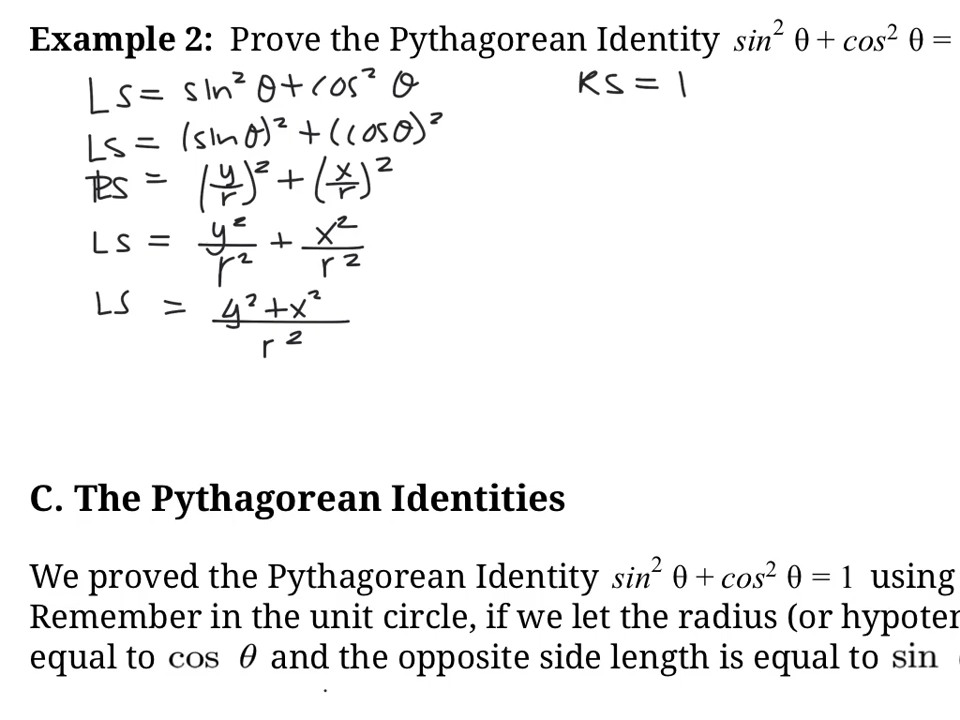 Example 2: Prove the Pythagorean Identity sin² θ + cos² θ =
LS = sin² θ + cos² θ RS = 1
LS = (sin θ)² + (cos θ)²
LS = (y/r)² + (x/r)²
LS = y²/r² + x²/r²
LS = (y² + x²)/r²
C. The Pythagorean Identities
We proved the Pythagorean Identity sin² θ + cos² θ = 1 using
Remember in the unit circle, if we let the radius (or hypoten
equal to cos θ and the opposite side length is equal to sin